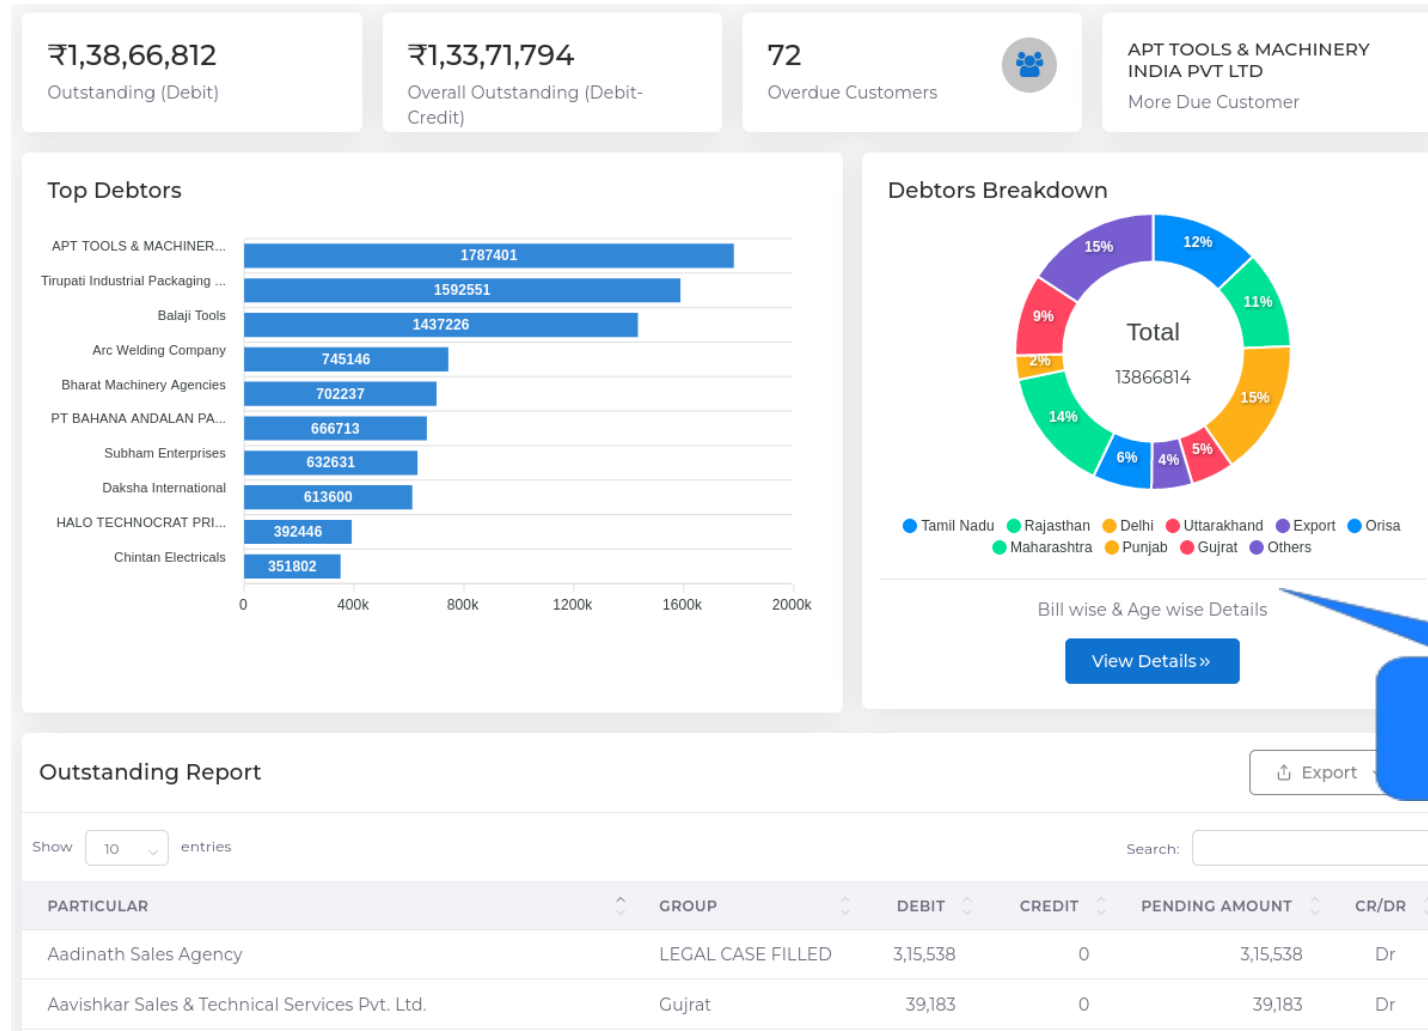 ₹1,38,66,812
Outstanding (Debit)
₹1,33,71,794
Overall Outstanding (Debit-
Credit)
72
Overdue Customers
APT TOOLS & MACHINERY
INDIA PVT LTD
More Due Customer
Top Debtors
APT TOOLS & MACHINER... 1787401
Tirupati Industrial Packaging ... 1592551
Balaji Tools 1437226
Arc Welding Company 745146
Bharat Machinery Agencies 702237
PT BAHANA ANDALAN PA... 666713
Subham Enterprises 632631
Daksha International 613600
HALO TECHNOCRAT PRI... 392446
Chintan Electricals 351802
0 400k 800k 1200k 1600k 2000k
Debtors Breakdown
12%
11%
15%
5%
4%
6%
14%
2%
9%
15%
Total
13866814
Tamil Nadu Rajasthan Delhi Uttarakhand Export Orisa
Maharashtra Punjab Gujrat Others
Bill wise & Age wise Details
View Details»
Outstanding Report
Export
Show 10 entries
Search:
PARTICULAR GROUP DEBIT CREDIT PENDING AMOUNT CR/DR
Aadinath Sales Agency LEGAL CASE FILLED 3,15,538 0 3,15,538 Dr
Aavishkar Sales & Technical Services Pvt. Ltd. Gujrat 39,183 0 39,183 Dr